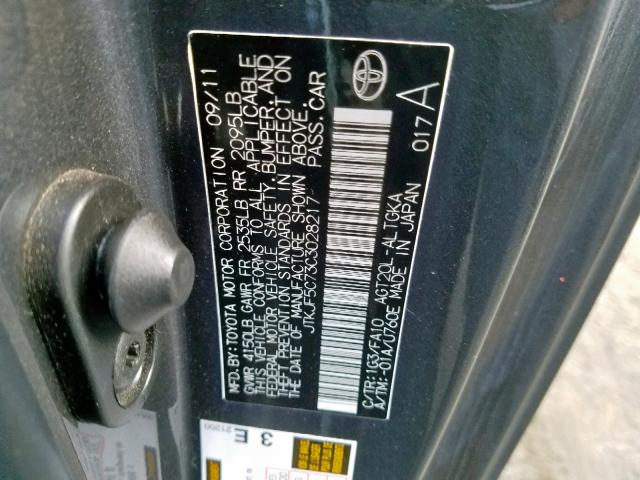 MFD. BY: TOYOTA MOTOR CORPORATION 09/11
GVWR 4150LB GAWR FR 2535LB RR 2095LB
THIS VEHICLE CONFORMS TO ALL APPLICABLE
FEDERAL MOTOR VEHICLE SAFETY, BUMPER, AND
THEFT PREVENTION STANDARDS IN EFFECT ON
THE DATE OF MANUFACTURE SHOWN ABOVE.
JTKJF5C73C3028217 PASS. CAR
C/TR: 1G3/FA10 AGT20L-ALTGKA 017 A
A/TM: -01A/U760E MADE IN JAPAN
3 E
21200